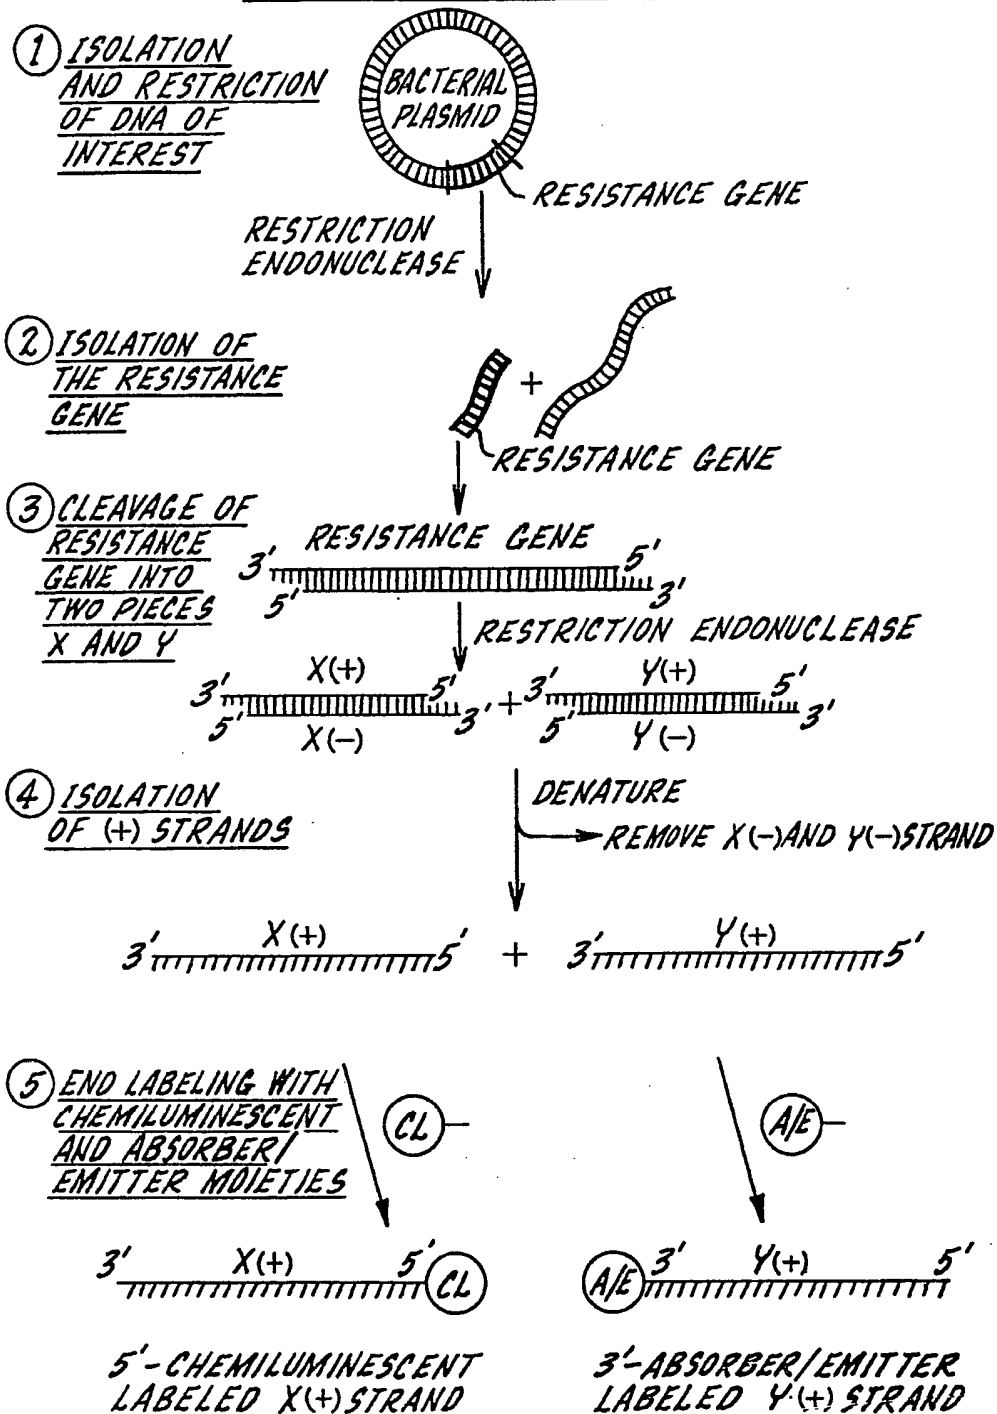 1 ISOLATION
AND RESTRICTION
OF DNA OF
INTEREST
BACTERIAL
PLASMID
RESISTANCE GENE
RESTRICTION
ENDONUCLEASE
2 ISOLATION OF
THE RESISTANCE
GENE
+
RESISTANCE GENE
3 CLEAVAGE OF
RESISTANCE
GENE INTO
TWO PIECES
X AND Y
RESISTANCE GENE
3' 5'
5' 3'
RESTRICTION ENDONUCLEASE
X(+) Y(+)
3' 5' + 3' 5'
5' 3' 5' 3'
X(-) Y(-)
4 ISOLATION
OF (+) STRANDS
DENATURE
REMOVE X(-) AND Y(-) STRAND
X(+) Y(+)
3' 5' + 3' 5'
5 END LABELING WITH
CHEMILUMINESCENT
AND ABSORBER/
EMITTER MOIETIES
CL A/E
3' X(+) 5' CL
A/E 3' Y(+) 5'
5'-CHEMILUMINESCENT
LABELED X(+) STRAND
3'-ABSORBER/EMITTER
LABELED Y(+) STRAND